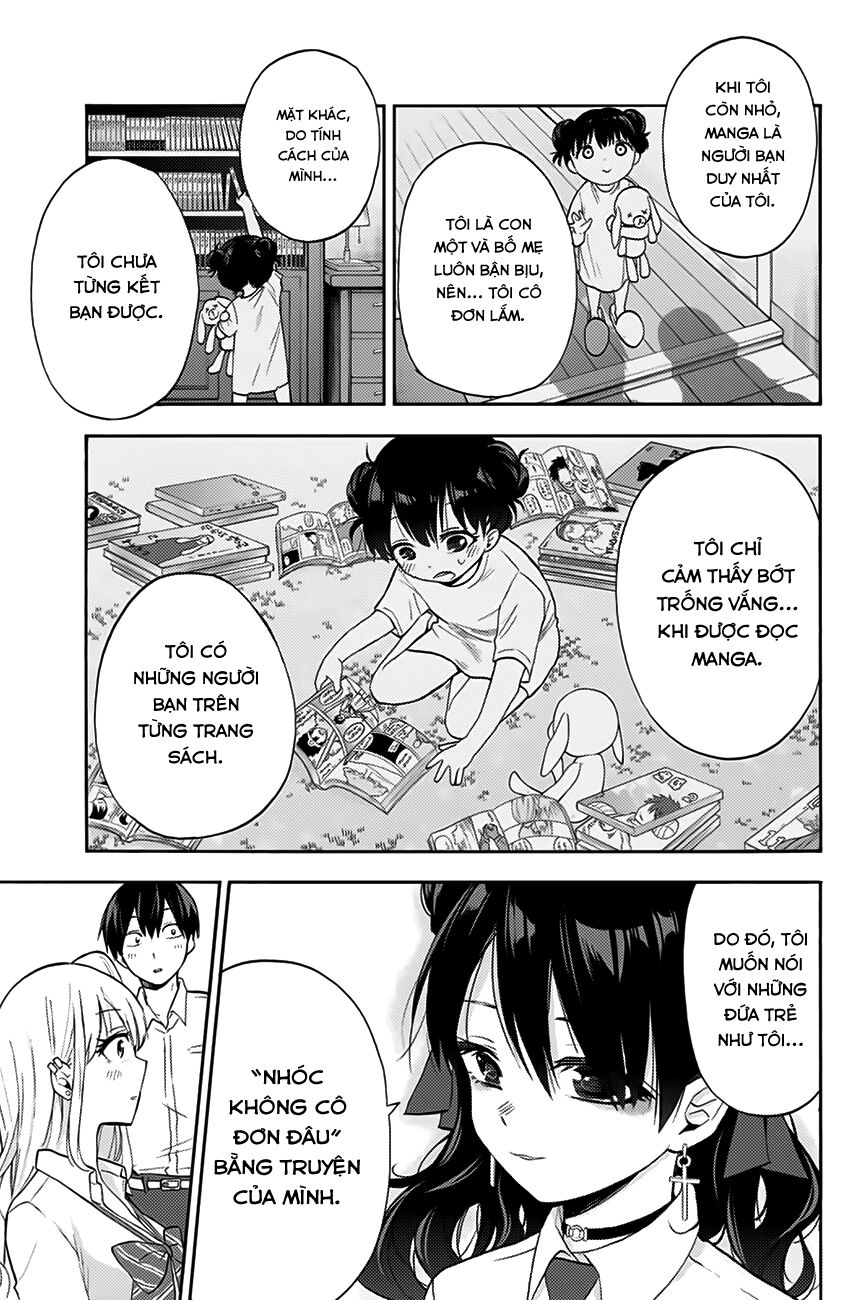 KHI TÔI
CÒN NHỎ,
MANGA LÀ
NGƯỜI BẠN
DUY NHẤT
CỦA TÔI.
TÔI LÀ CON
MỘT VÀ BỐ MẸ
LUÔN BẬN BỊU,
NÊN... TÔI CÔ
ĐƠN LẮM.
MẶT KHÁC,
DO TÍNH
CÁCH CỦA
MÌNH...
TÔI CHƯA
TỪNG KẾT
BẠN ĐƯỢC.
TÔI CHỈ
CẢM THẤY BỚT
TRỐNG VẮNG...
KHI ĐƯỢC ĐỌC
MANGA.
TÔI CÓ
NHỮNG NGƯỜI
BẠN TRÊN
TỪNG TRANG
SÁCH.
DO ĐÓ, TÔI
MUỐN NÓI
VỚI NHỮNG
ĐỨA TRẺ
NHƯ TÔI...
"NHÓC
KHÔNG CÔ
ĐƠN ĐÂU"
BẰNG TRUYỆN
CỦA MÌNH.